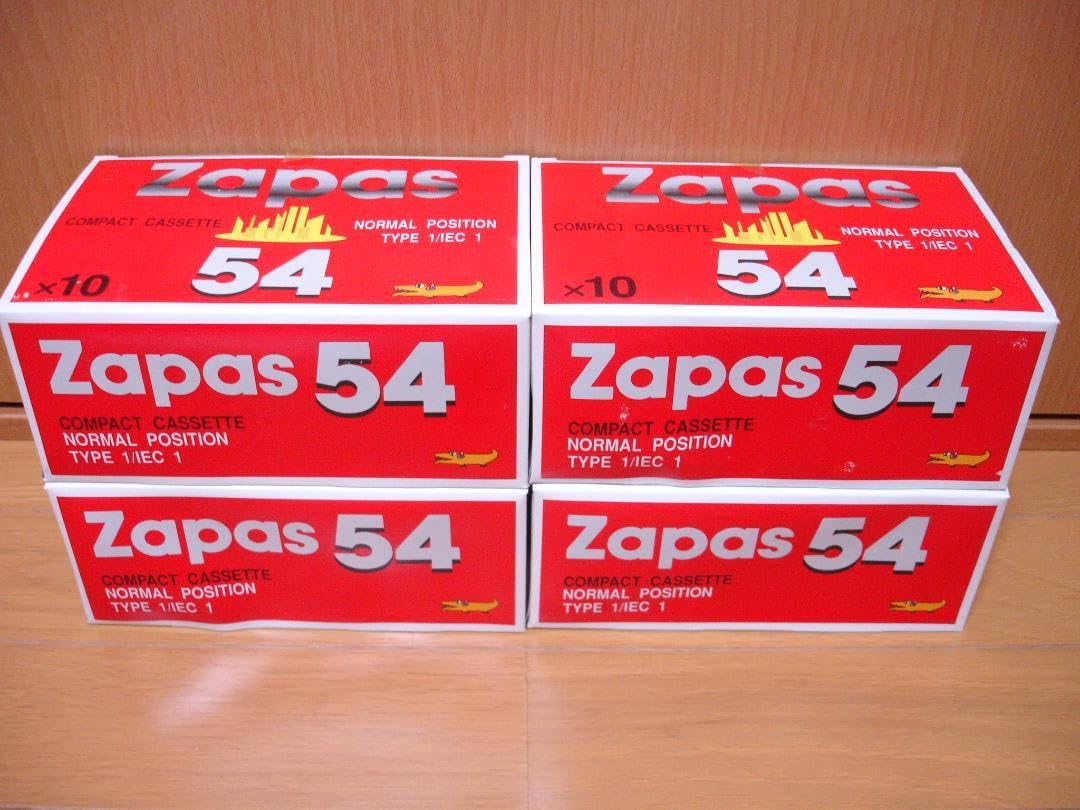 Zapas
COMPACT CASSETTE
NORMAL POSITION
TYPE 1/IEC 1
54
×10
Zapas
COMPACT CASSETTE
NORMAL POSITION
TYPE 1/IEC 1
54
×10
Zapas 54
COMPACT CASSETTE
NORMAL POSITION
TYPE 1/IEC 1
Zapas 54
COMPACT CASSETTE
NORMAL POSITION
TYPE 1/IEC 1
Zapas 54
COMPACT CASSETTE
NORMAL POSITION
TYPE 1/IEC 1
Zapas 54
COMPACT CASSETTE
NORMAL POSITION
TYPE 1/IEC 1